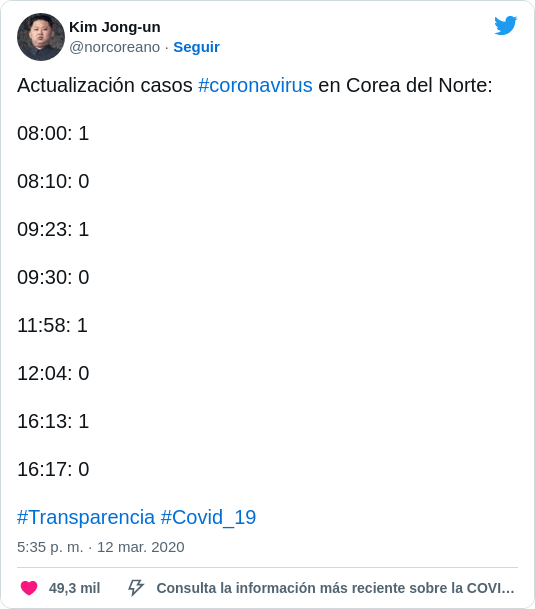 Kim Jong-un
@norcoreano · Seguir
Actualización casos #coronavirus en Corea del Norte:
08:00: 1
08:10: 0
09:23: 1
09:30: 0
11:58: 1
12:04: 0
16:13: 1
16:17: 0
#Transparencia #Covid_19
5:35 p. m. · 12 mar. 2020
49,3 mil Consulta la información más reciente sobre la COVI…